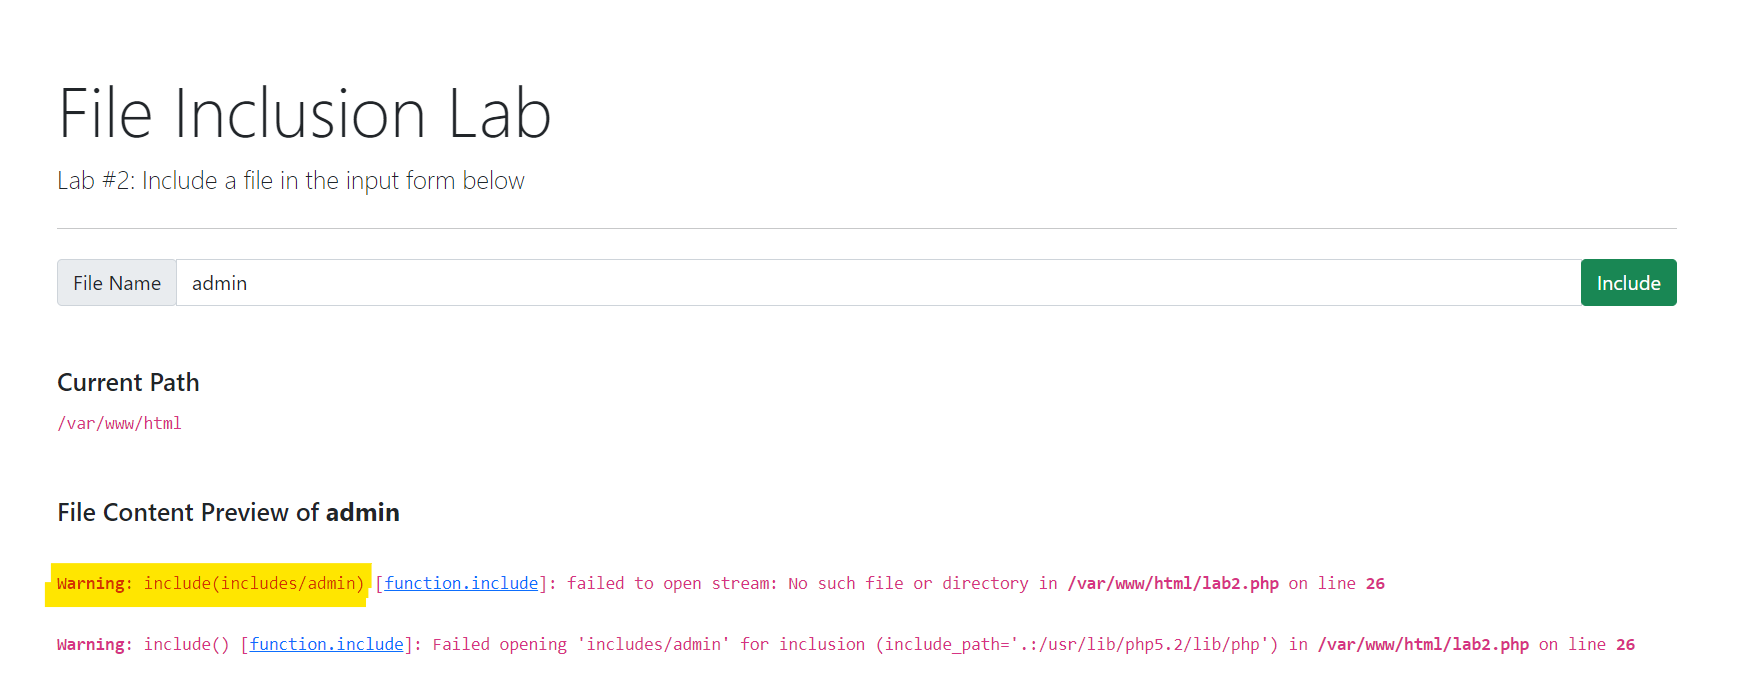 File Inclusion Lab
Lab #2: Include a file in the input form below
File Name admin Include
Current Path
/var/www/html
File Content Preview of admin
Warning: include(includes/admin) [function.include]: failed to open stream: No such file or directory in /var/www/html/lab2.php on line 26
Warning: include() [function.include]: Failed opening 'includes/admin' for inclusion (include_path='.:/usr/lib/php5.2/lib/php') in /var/www/html/lab2.php on line 26